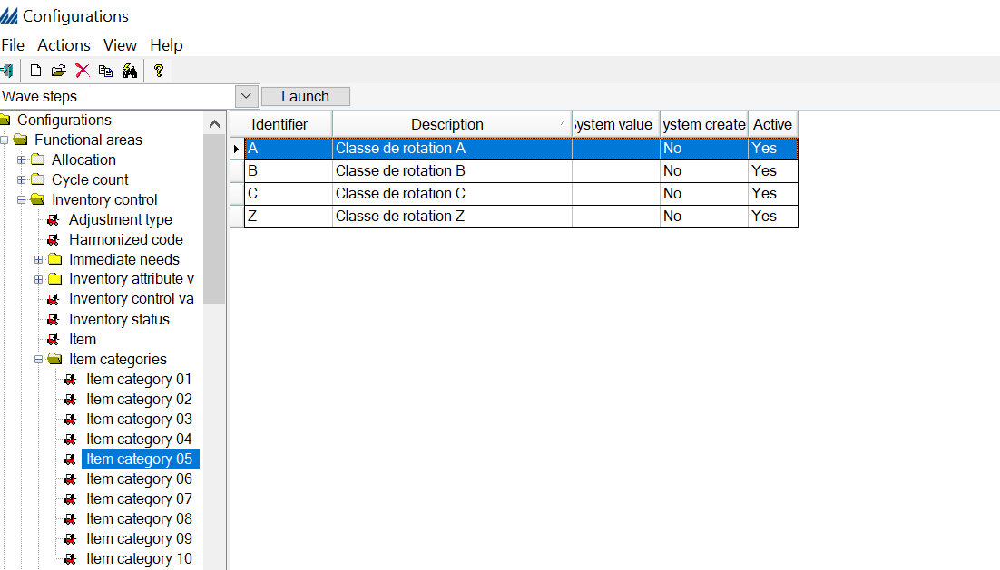 Configurations
File Actions View Help
Wave steps Launch
Configurations
Functional areas
Allocation
Cycle count
Inventory control
Adjustment type
Harmonized code
Immediate needs
Inventory attribute v
Inventory control va
Inventory status
Item
Item categories
Item category 01
Item category 02
Item category 03
Item category 04
Item category 05
Item category 06
Item category 07
Item category 08
Item category 09
Item category 10
Identifier Description ystem value ystem create Active
A Classe de rotation A No Yes
B Classe de rotation B No Yes
C Classe de rotation C No Yes
Z Classe de rotation Z No Yes